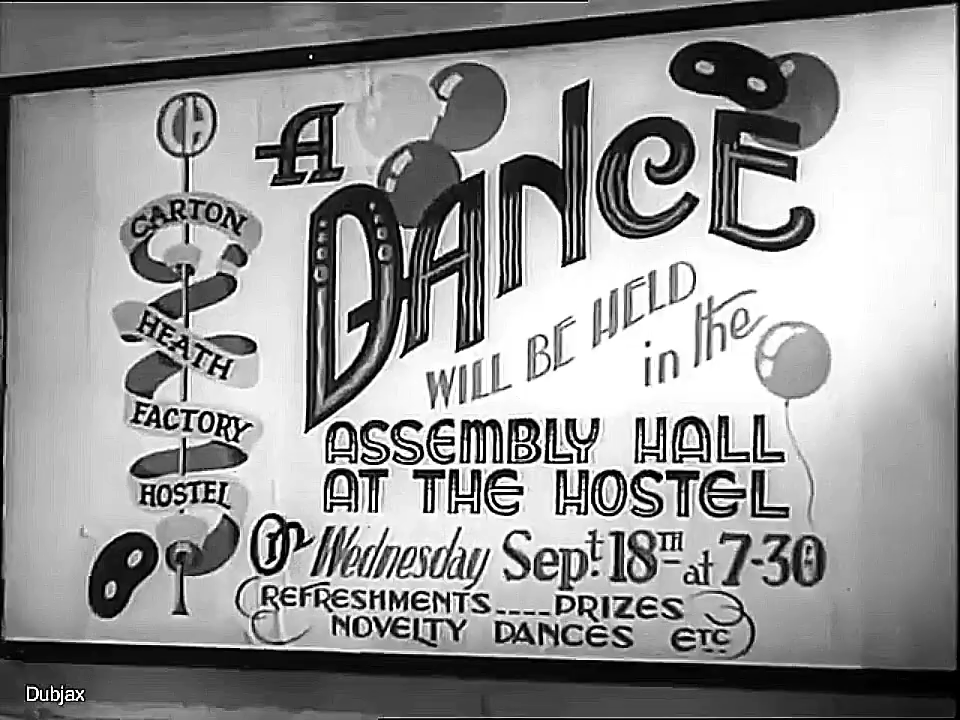 CH
CARTON
HEATH
FACTORY
HOSTEL
A
DANCE
WILL BE HELD
in the
ASSEMBLY HALL
AT THE HOSTEL
On Wednesday Sept. 18TH at 7-30
REFRESHMENTS....PRIZES
NOVELTY DANCES ETC
Dubjax